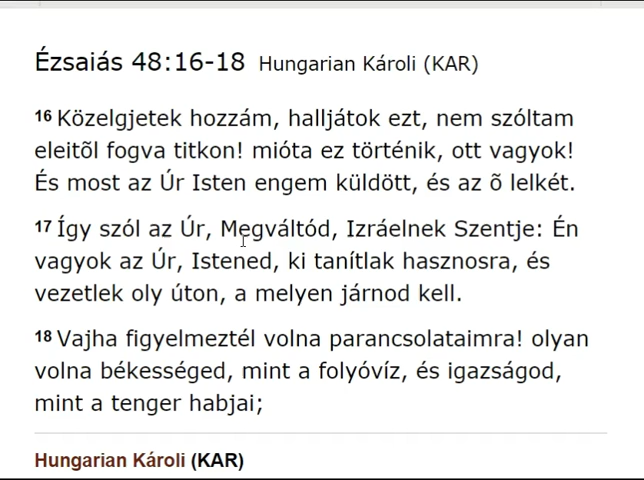 Ézsaiás 48:16-18 Hungarian Károli (KAR)
16 Közelgjetek hozzám, halljátok ezt, nem szóltam
eleitõl fogva titkon! mióta ez történik, ott vagyok!
És most az Úr Isten engem küldött, és az õ lelkét.
17 Így szól az Úr, Megváltód, Izráelnek Szentje: Én
vagyok az Úr, Istened, ki tanítlak hasznosra, és
vezetlek oly úton, a melyen járnod kell.
18 Vajha figyelmeztél volna parancsolataimra! olyan
volna békességed, mint a folyóvíz, és igazságod,
mint a tenger habjai;
Hungarian Károli (KAR)